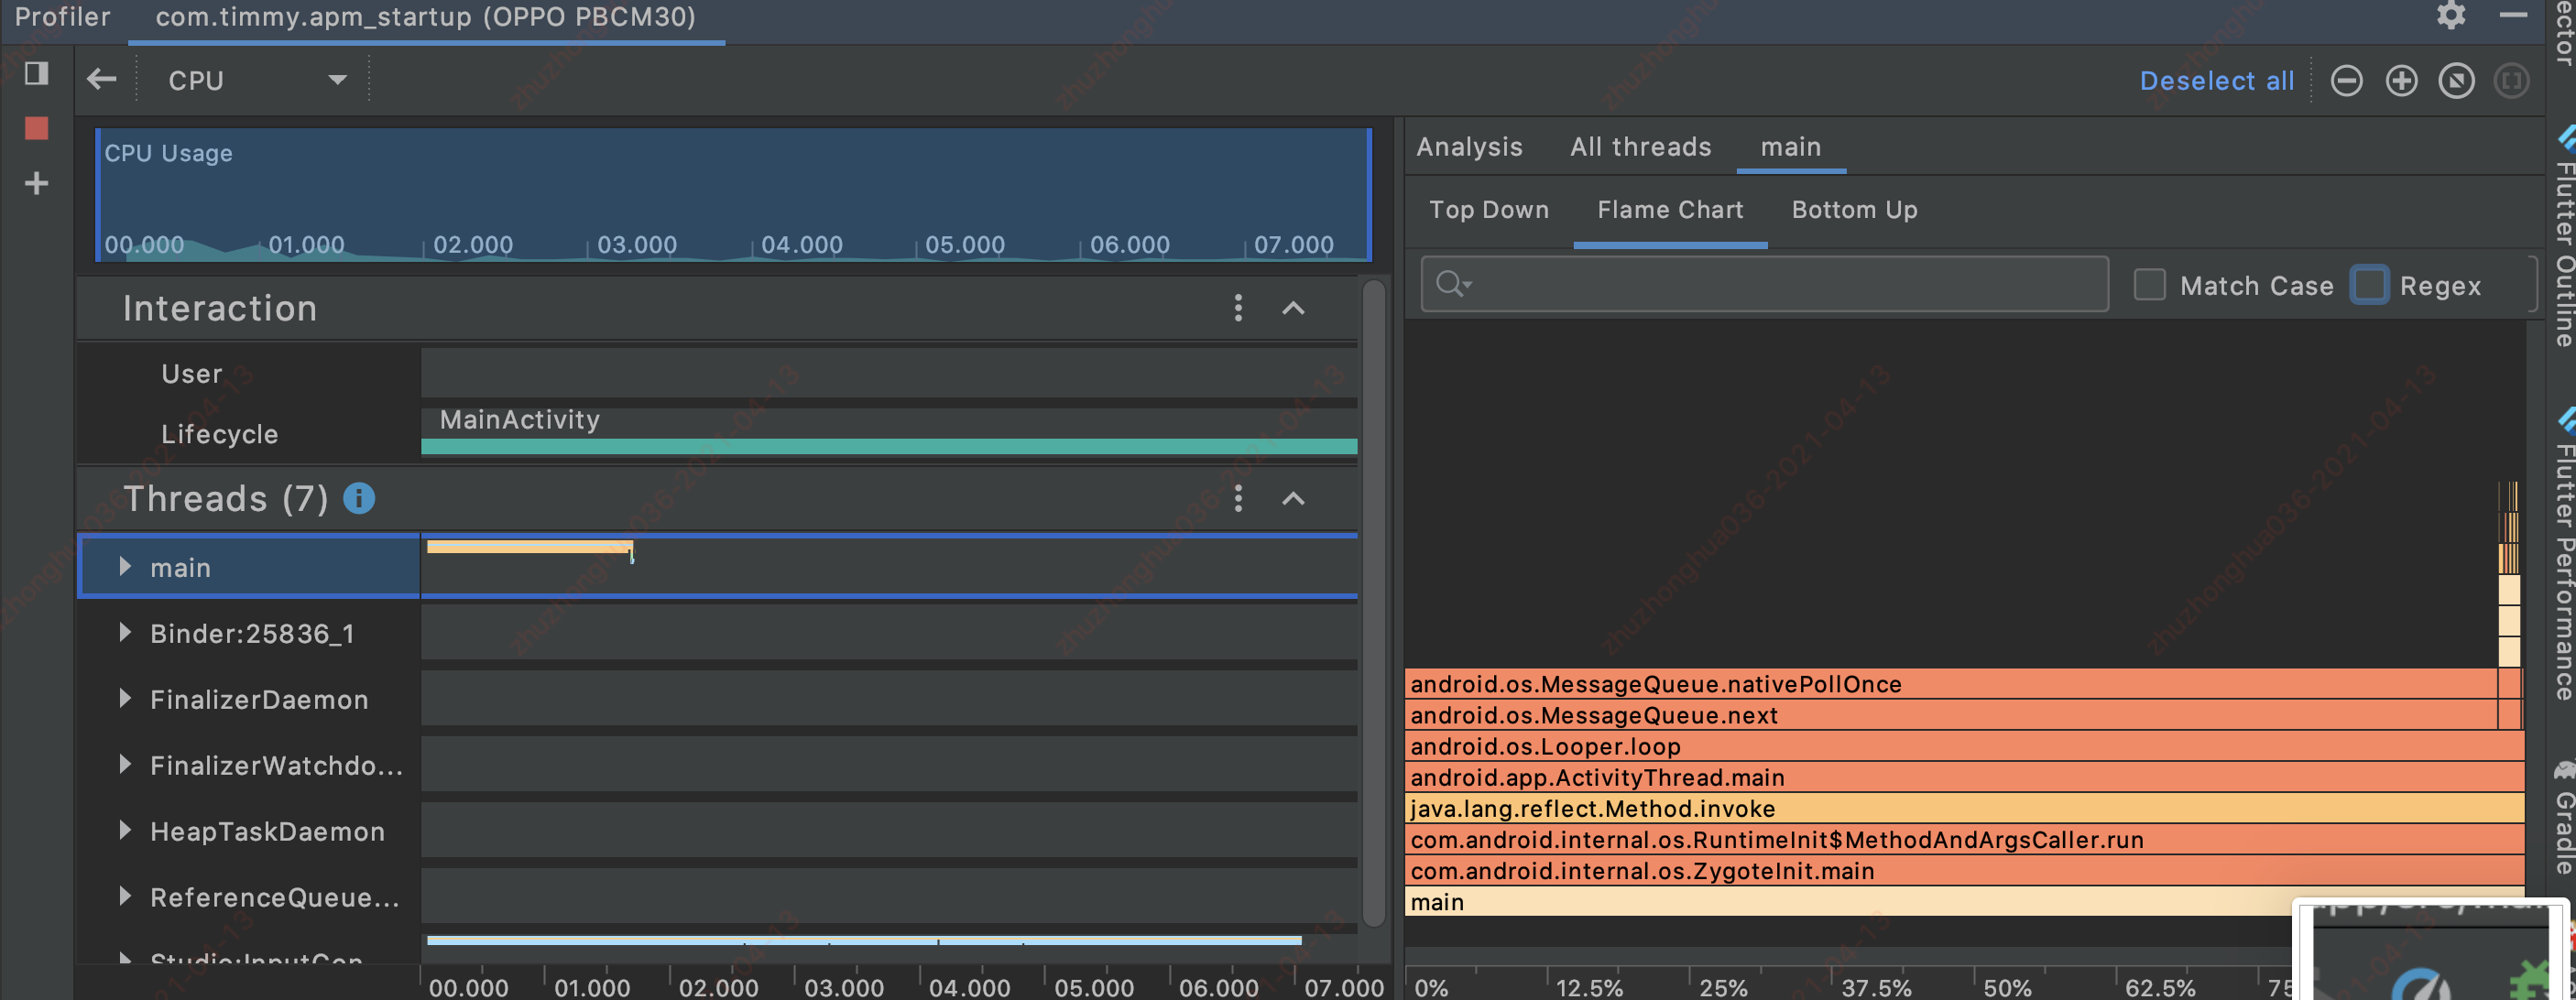 Profiler com.timmy.apm_startup (OPPO PBCM30)
CPU
Deselect all
CPU Usage
00.000 01.000 02.000 03.000 04.000 05.000 06.000 07.000
Interaction
User
Lifecycle
MainActivity
Threads (7)
main
Binder:25836_1
FinalizerDaemon
FinalizerWatchdo...
HeapTaskDaemon
ReferenceQueue...
Studio:InputCon
00.000 01.000 02.000 03.000 04.000 05.000 06.000 07.000
Analysis All threads main
Top Down Flame Chart Bottom Up
Match Case Regex
android.os.MessageQueue.nativePollOnce
android.os.MessageQueue.next
android.os.Looper.loop
android.app.ActivityThread.main
java.lang.reflect.Method.invoke
com.android.internal.os.RuntimeInit$MethodAndArgsCaller.run
com.android.internal.os.ZygoteInit.main
main
0% 12.5% 25% 37.5% 50% 62.5% 75
ector
Flutter Outline
Flutter Performance
Gradle
zhuzhonghua036-2021-04-13